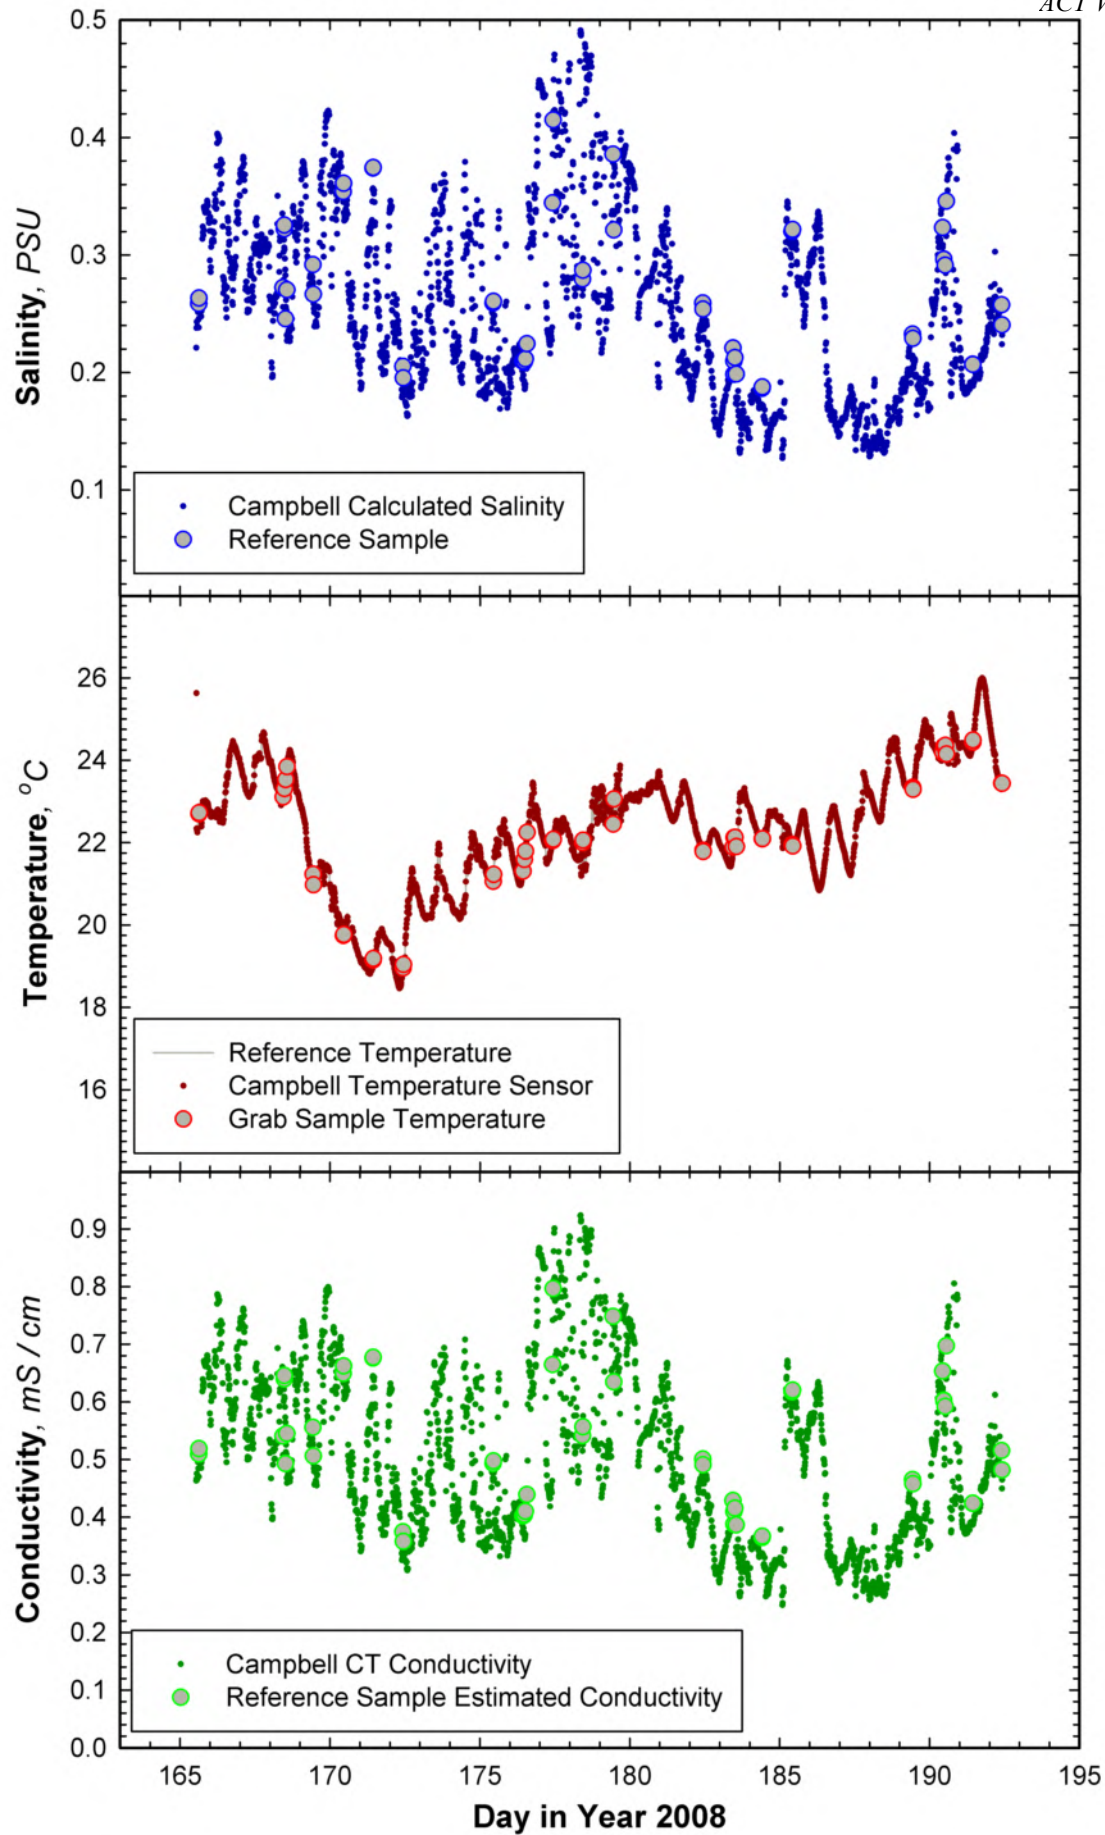 ACT V
0.5
0.4
0.3
0.2
0.1
Salinity, PSU
Campbell Calculated Salinity
Reference Sample
26
24
22
20
18
16
Temperature, °C
Reference Temperature
Campbell Temperature Sensor
Grab Sample Temperature
0.9
0.8
0.7
0.6
0.5
0.4
0.3
0.2
0.1
0.0
Conductivity, mS / cm
Campbell CT Conductivity
Reference Sample Estimated Conductivity
165 170 175 180 185 190 195
Day in Year 2008